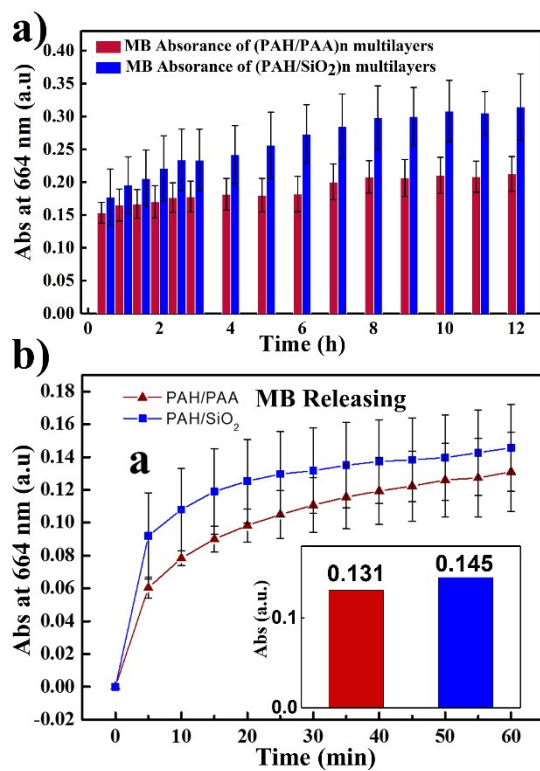 a)
MB Absorance of (PAH/PAA)n multilayers
MB Absorance of (PAH/SiO2)n multilayers
Abs at 664 nm (a.u)
0.40
0.35
0.30
0.25
0.20
0.15
0.10
0.05
0.00
0 2 4 6 8 10 12
Time (h)
b)
PAH/PAA
PAH/SiO2
MB Releasing
a
Abs at 664 nm (a.u)
0.18
0.16
0.14
0.12
0.10
0.08
0.06
0.04
0.02
0.00
-0.02
0.131
0.145
Abs (a.u.)
0.1
0.0
0 10 20 30 40 50 60
Time (min)